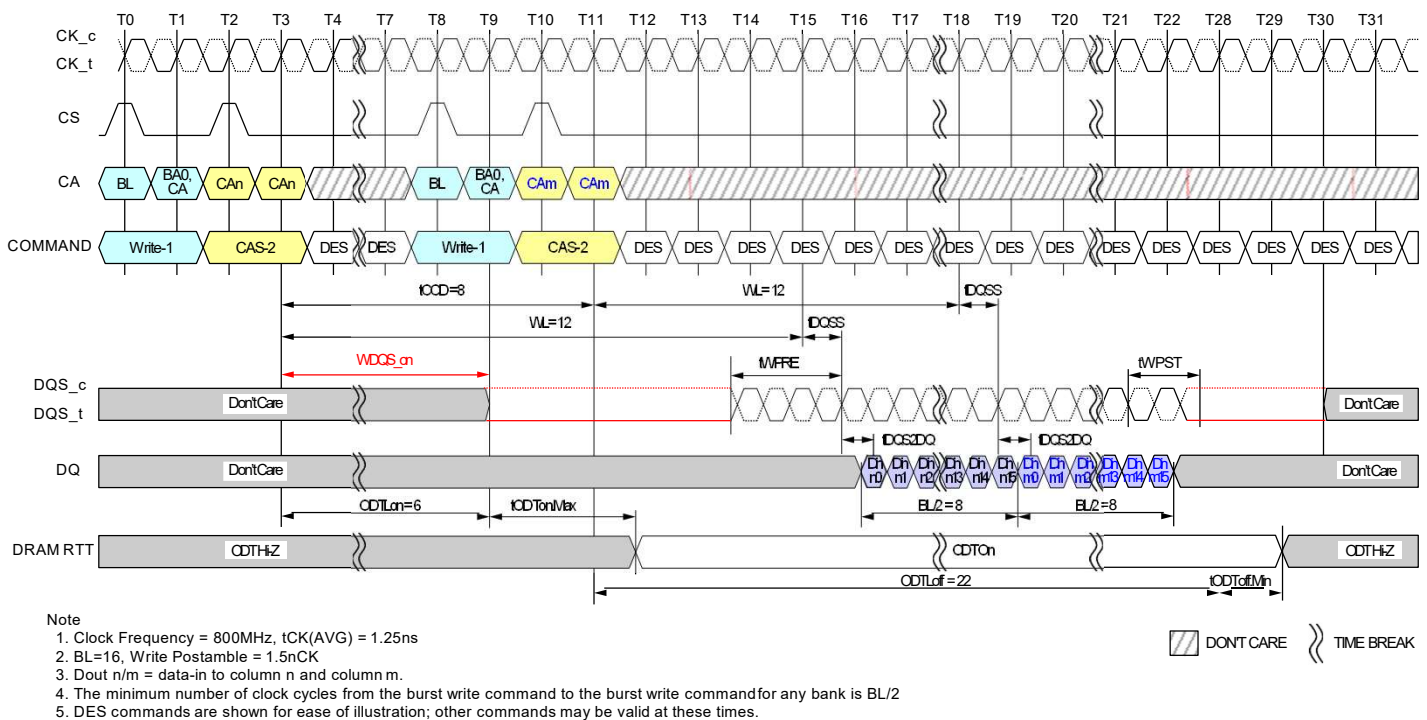 T0 T1 T2 T3 T4 T7 T8 T9 T10 T11 T12 T13 T14 T15 T16 T17 T18 T19 T20 T21 T22 T28 T29 T30 T31
CK_c
CK_t
CS
CA BL BA0, CA CAn CAn BL BA0, CA CAm CAm
COMMAND Write-1 CAS-2 DES DES Write-1 CAS-2 DES DES DES DES DES DES DES DES DES DES DES DES DES DES DES
tCCD=8 WL=12 tDQSS
WL=12 tDQSS
WDQS_on tWPRE tWPST
DQS_c
DQS_t Don't Care Don't Care
tDQS2DQ tDQS2DQ
DQ Don't Care Din n0 Din n1 Din n2 Din n13 Din n14 Din n15 Din m0 Din m1 Din m2 Din m13 Din m14 Din m15 Don't Care
ODTLon=6 tODTon.Max BL/2=8 BL/2=8
DRAM RTT ODT Hi-Z ODT On ODT Hi-Z
ODTLoff=22 tODToff.Min
Note
1. Clock Frequency = 800MHz, tCK(AVG) = 1.25ns
2. BL=16, Write Postamble = 1.5nCK
3. Dout n/m = data-in to column n and column m.
4. The minimum number of clock cycles from the burst write command to the burst write command for any bank is BL/2
5. DES commands are shown for ease of illustration; other commands may be valid at these times.
DON'T CARE TIME BREAK